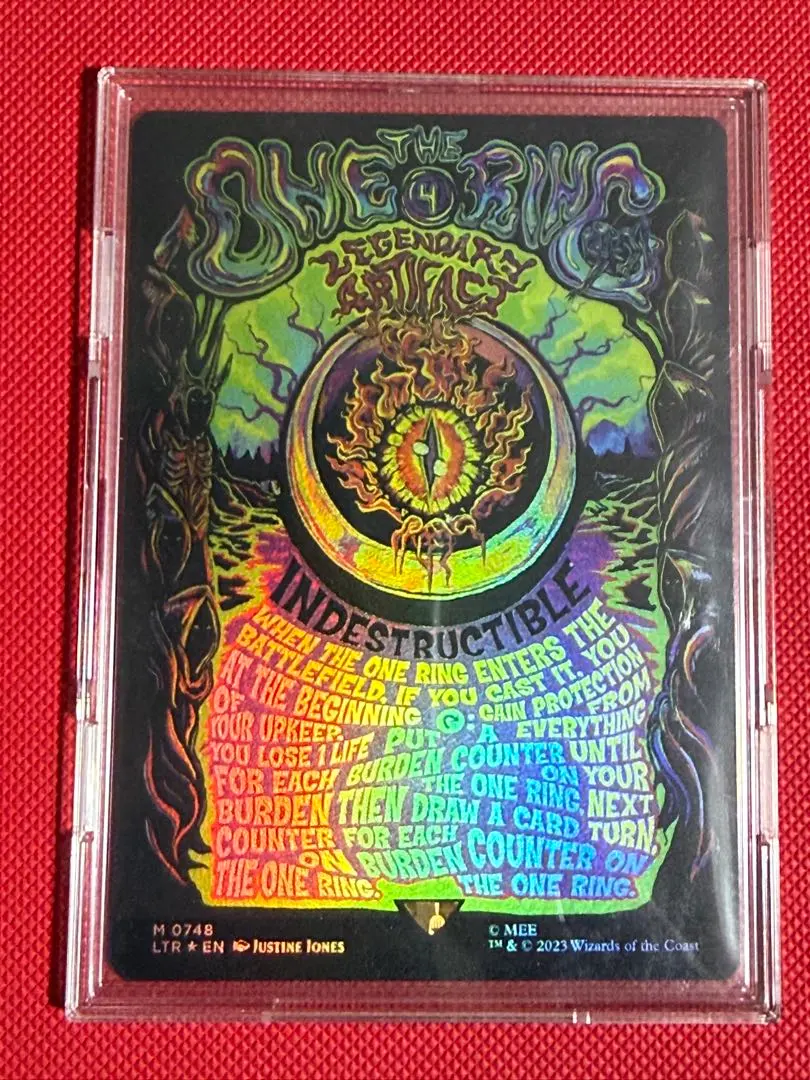 THE
ONE 4 RING
LEGENDARY
ARTIFACT
INDESTRUCTIBLE
WHEN THE ONE RING ENTERS THE
BATTLEFIELD, IF YOU CAST IT, YOU
GAIN PROTECTION
FROM
EVERYTHING
UNTIL
YOUR
NEXT
TURN.
AT THE BEGINNING
OF
YOUR UPKEEP,
YOU LOSE 1 LIFE
FOR EACH
BURDEN
COUNTER
ON
THE ONE RING.
: PUT A
BURDEN COUNTER
ON
THE ONE RING
THEN DRAW A CARD
FOR EACH
BURDEN COUNTER ON
THE ONE RING.
M 0748
LTR ★ EN JUSTINE JONES
© MEE
™ & © 2023 Wizards of the Coast